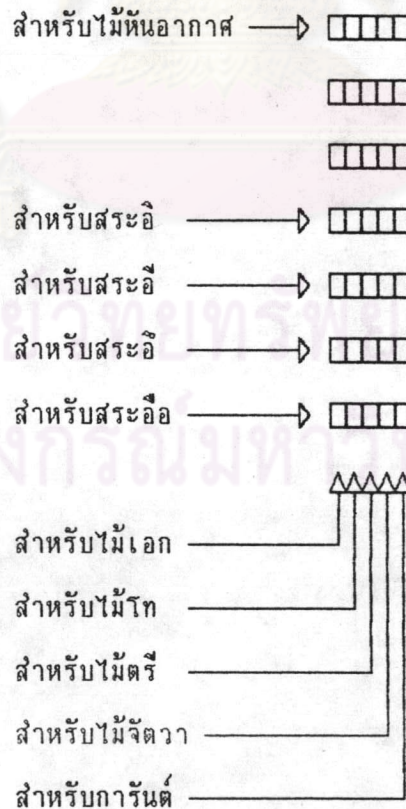 สำหรับไม้หันอากาศ
สำหรับสระอิ
สำหรับสระอี
สำหรับสระอึ
สำหรับสระอือ
สำหรับไม้เอก
สำหรับไม้โท
สำหรับไม้ตรี
สำหรับไม้จัตวา
สำหรับการันต์